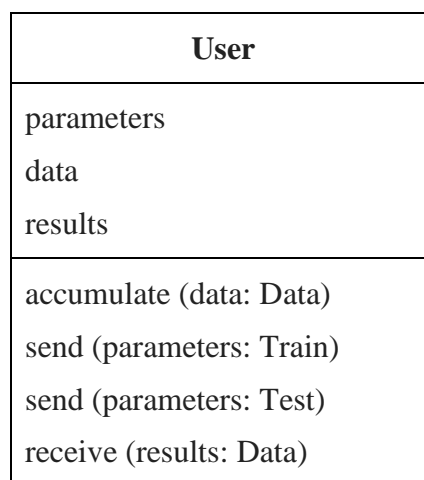 User
parameters
data
results
accumulate (data: Data)
send (parameters: Train)
send (parameters: Test)
receive (results: Data)